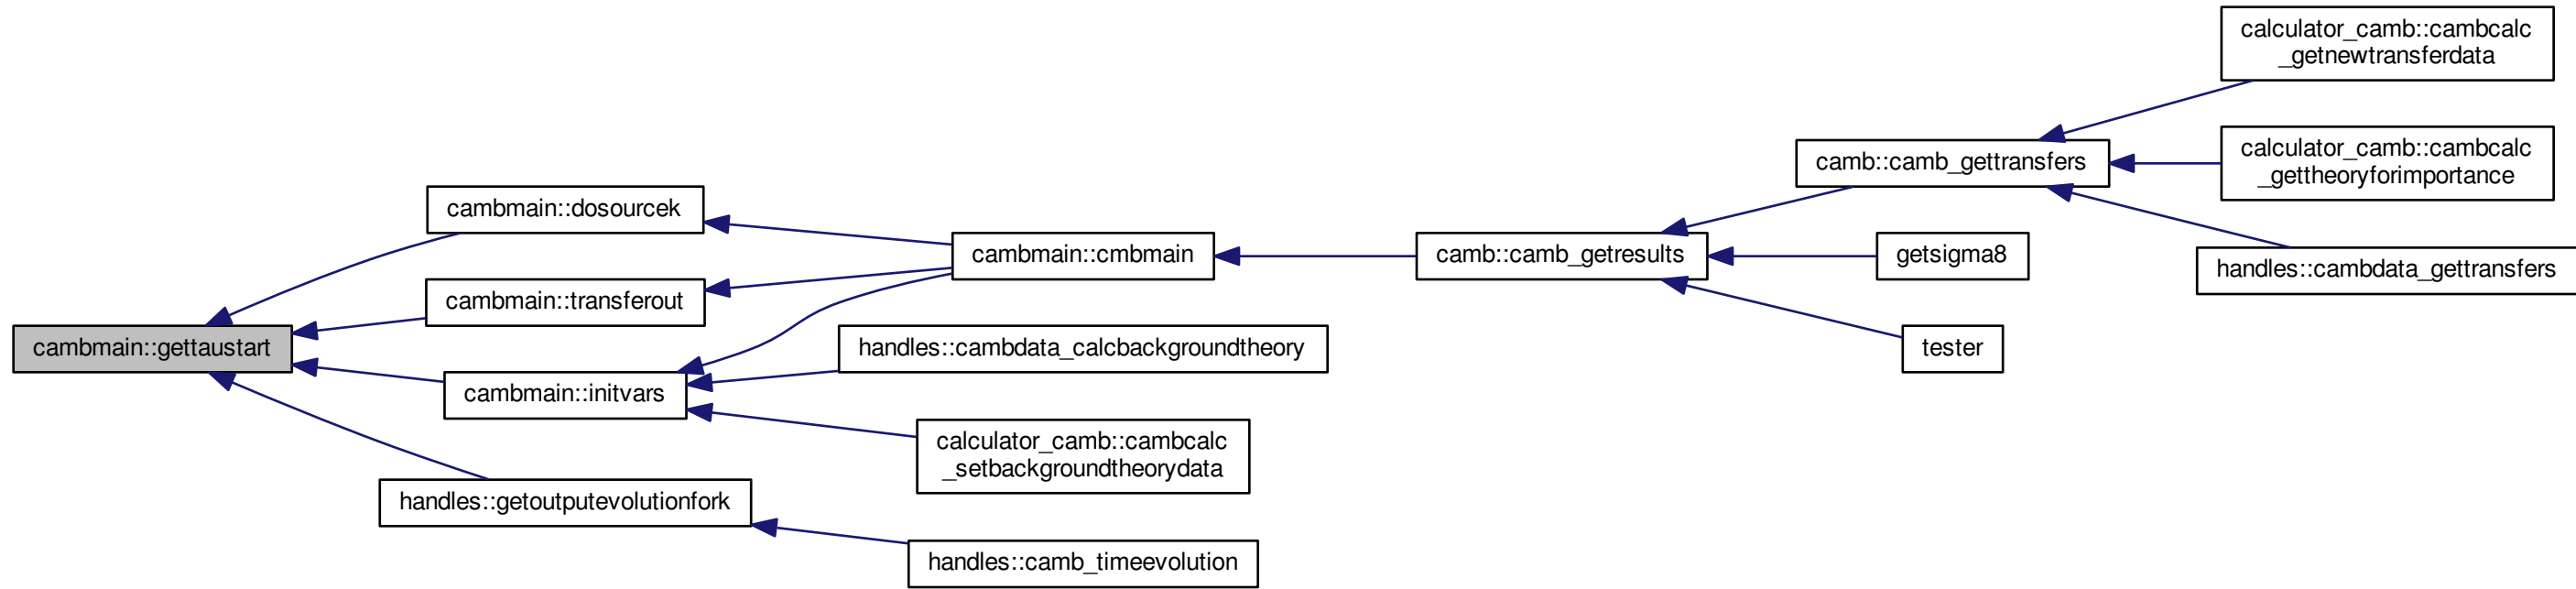 calculator_camb::cambcalc
_getnewtransferdata
calculator_camb::cambcalc
_gettheoryforimportance
camb::camb_gettransfers
handles::cambdata_gettransfers
cambmain::dosourcek
cambmain::cmbmain
camb::camb_getresults
getsigma8
cambmain::transferout
cambmain::gettaustart
handles::cambdata_calcbackgroundtheory
tester
cambmain::initvars
calculator_camb::cambcalc
_setbackgroundtheorydata
handles::getoutputevolutionfork
handles::camb_timeevolution